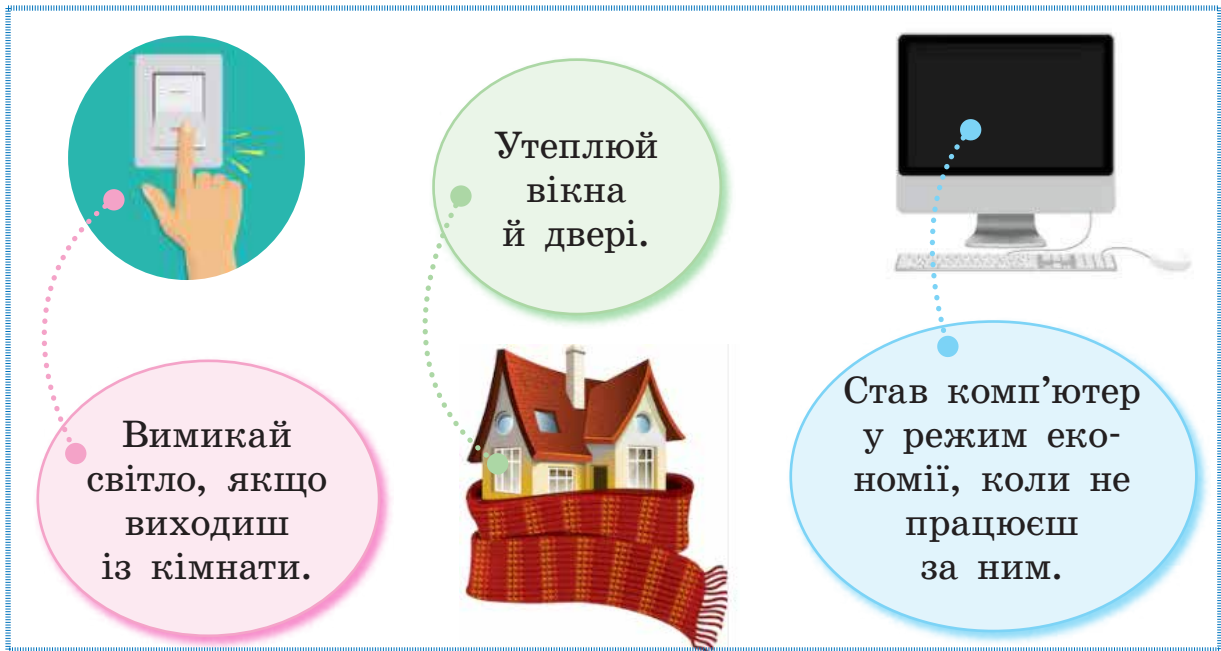 Утеплюй
вікна
й двері.
Вимикай
світло, якщо
виходиш
із кімнати.
Став комп’ютер
у режим еко-
номії, коли не
працюєш
за ним.